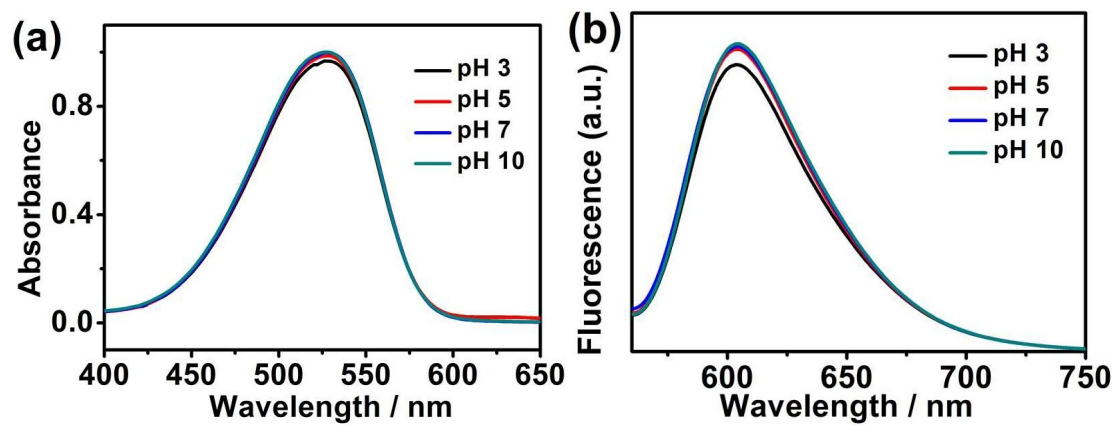 (a)
pH 3
pH 5
pH 7
pH 10
Absorbance
0.8
0.4
0.0
400 450 500 550 600 650
Wavelength / nm
(b)
pH 3
pH 5
pH 7
pH 10
Fluorescence (a.u.)
600 650 700 750
Wavelength / nm